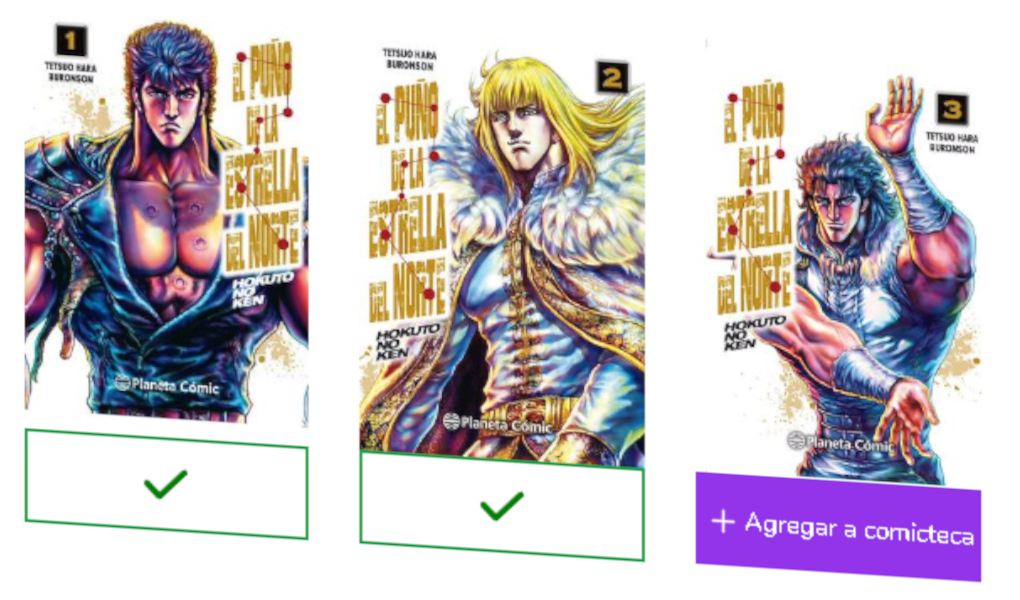 1
TETSUO HARA
BURONSON
EL PUÑO
DE LA
ESTRELLA
DEL NORTE
HOKUTO
NO
KEN
Planeta Cómic
TETSUO HARA
BURONSON
2
EL PUÑO
DE LA
ESTRELLA
DEL NORTE
HOKUTO
NO
KEN
Planeta Cómic
3
TETSUO HARA
BURONSON
EL PUÑO
DE LA
ESTRELLA
DEL NORTE
HOKUTO
NO
KEN
Planeta Cómic
+ Agregar a comicteca